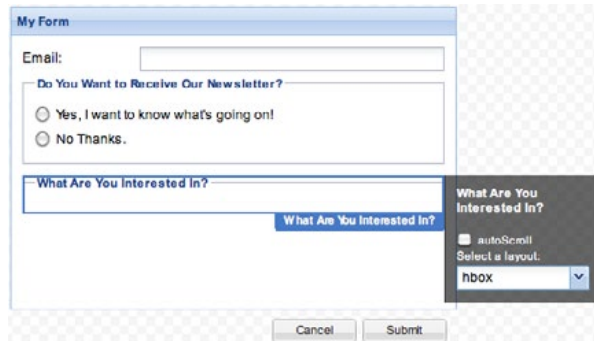 My Form
Email:
Do You Want to Receive Our Newsletter?
Yes, I want to know what's going on!
No Thanks.
What Are You Interested In?
What Are You Interested In?
What Are You
Interested In?
autoScroll
Select a layout:
hbox
Cancel
Submit